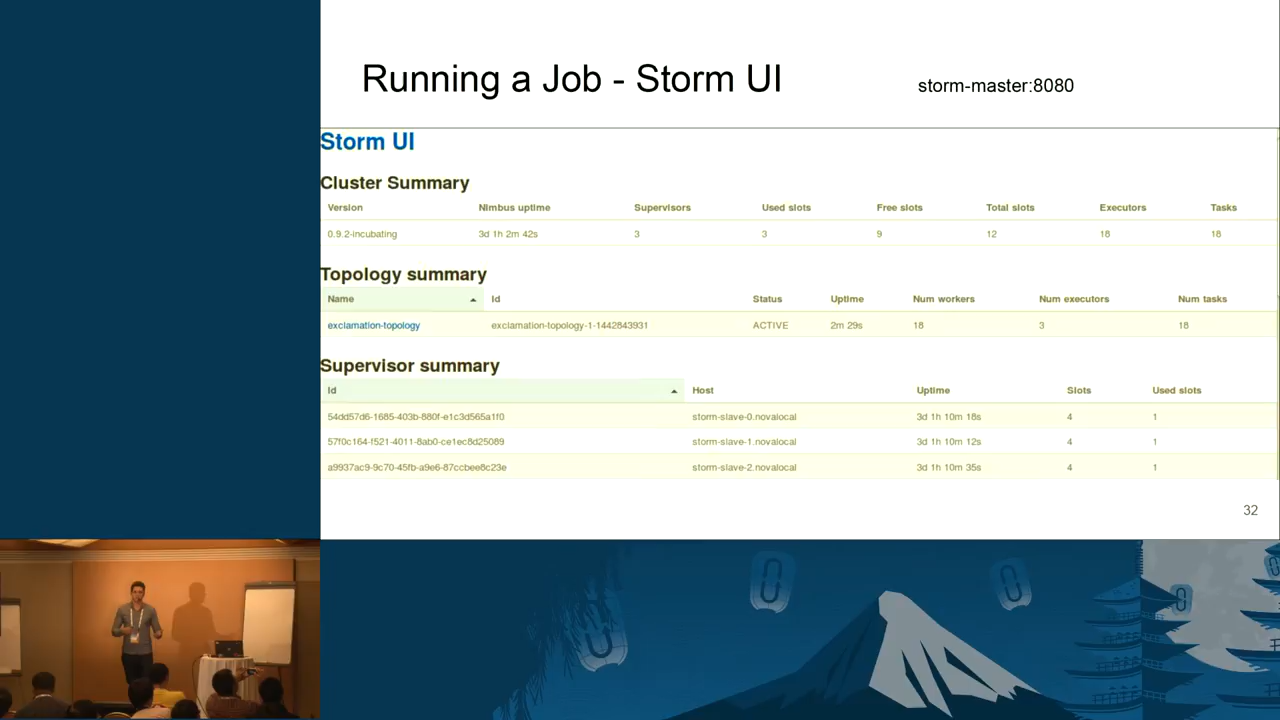 Running a Job - Storm UI
storm-master:8080
Storm UI
Cluster Summary
Version Nimbus uptime Supervisors Used slots Free slots Total slots Executors Tasks
0.9.2-incubating 3d 1h 2m 42s 3 3 9 12 18 18
Topology summary
Name Id Status Uptime Num workers Num executors Num tasks
exclamation-topology exclamation-topology-1-1442843931 ACTIVE 2m 29s 18 3 18
Supervisor summary
Id Host Uptime Slots Used slots
54dd57d6-1685-403b-880f-e1c3d565a1f0 storm-slave-0.novalocal 3d 1h 10m 18s 4 1
57f0c164-f521-4011-8ab0-ce1ec8d25089 storm-slave-1.novalocal 3d 1h 10m 12s 4 1
a9937ac9-9c70-45fb-a9e6-87ccbee8c23e storm-slave-2.novalocal 3d 1h 10m 35s 4 1
32